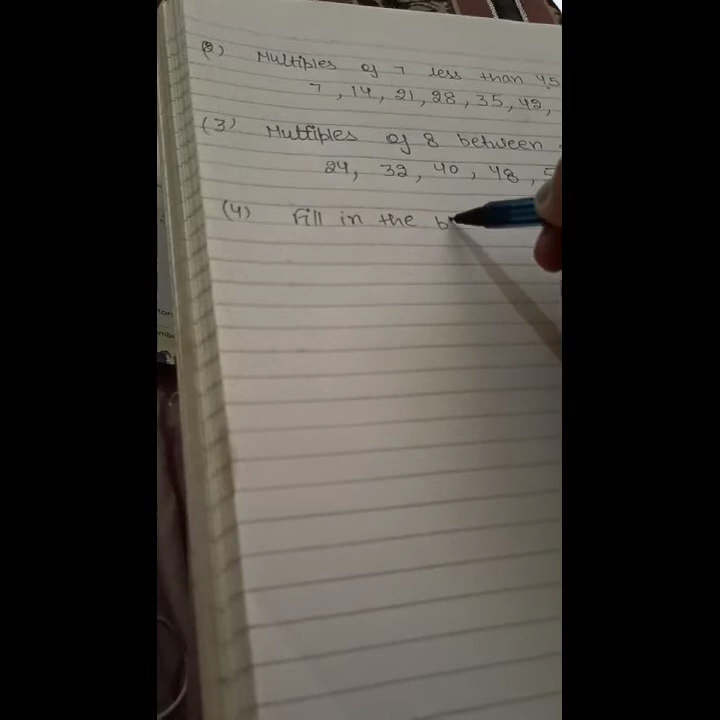 (2) Multiples of 7 less than 45
7, 14, 21, 28, 35, 42,
(3) Multiples of 8 between
24, 32, 40, 48, 5
(4) Fill in the b